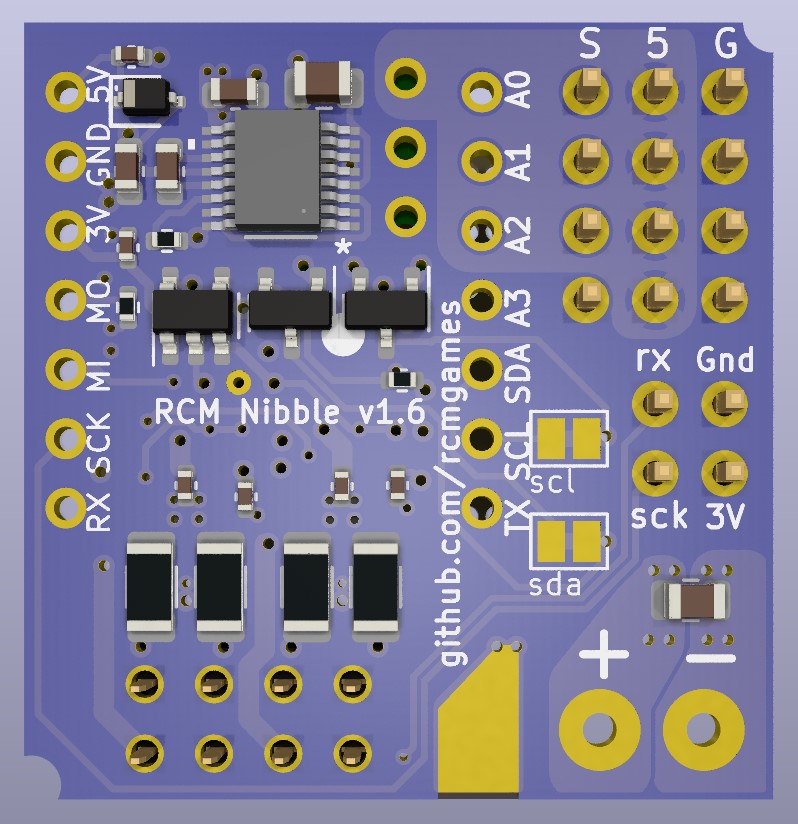 S 5 G
5V
GND
3V
MO
MI
SCK
RX
A0
A1
A2
A3
SDA
SCL
TX
*
RCM Nibble v1.6
github.com/rcmgames
rx Gnd
sck 3V
scl
sda
+ −